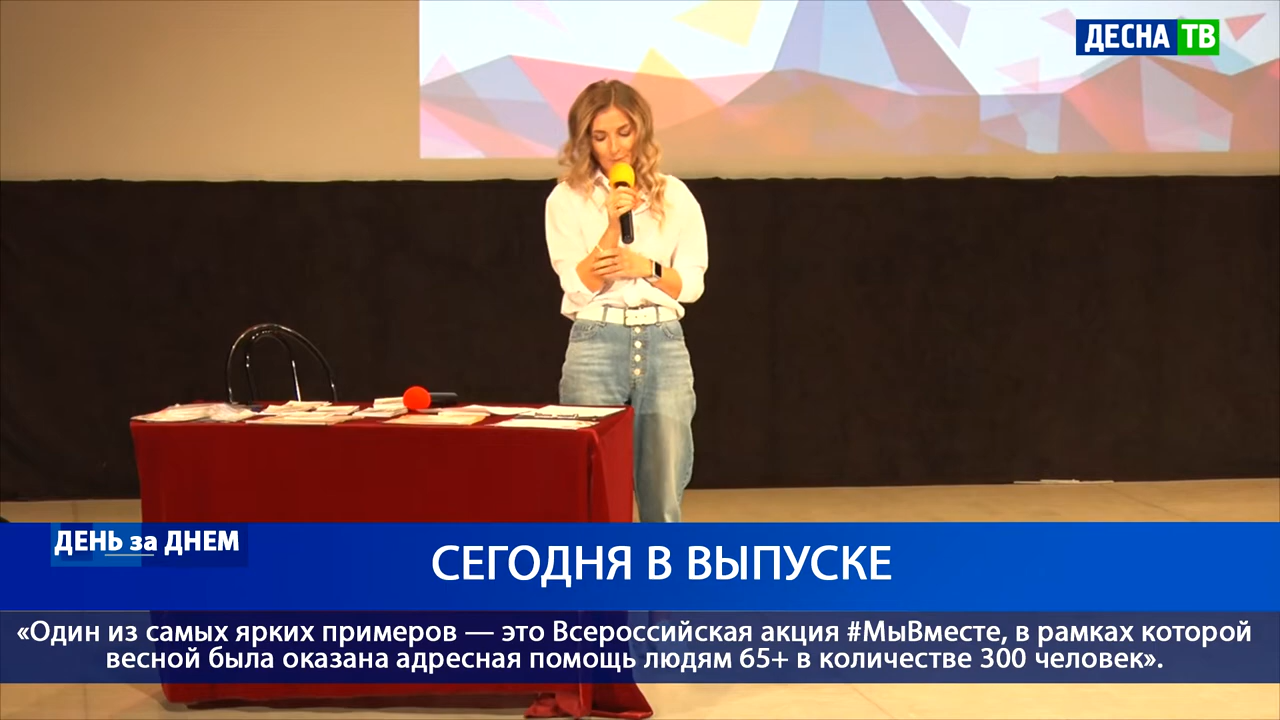 ДЕСНА ТВ
ДЕНЬ за ДНЕМ
СЕГОДНЯ В ВЫПУСКЕ
«Один из самых ярких примеров — это Всероссийская акция #МыВместе, в рамках которой
весной была оказана адресная помощь людям 65+ в количестве 300 человек».